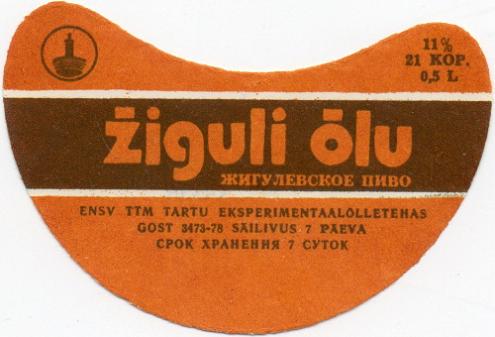 11%
21 KOP.
0,5 L
žiguli õlu
ЖИГУЛЕВСКОЕ ПИВО
ENSV TTM TARTU EKSPERIMENTAALÕLLETEHAS
GOST 3473-78 SÄILIVUS 7 PÄEVA
СРОК ХРАНЕНИЯ 7 СУТОК